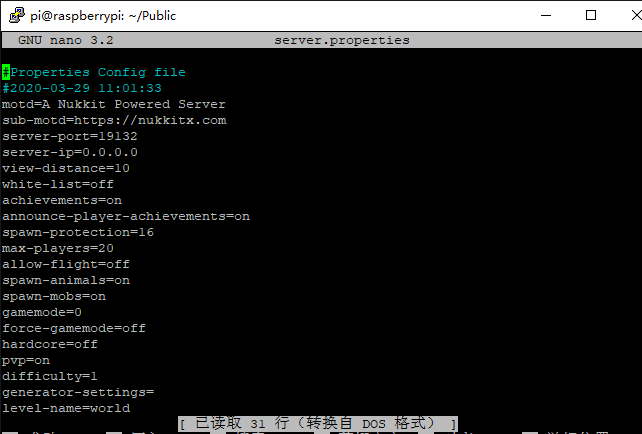 pi@raspberrypi: ~/Public
GNU nano 3.2 server.properties
#Properties Config file
#2020-03-29 11:01:33
motd=A Nukkit Powered Server
sub-motd=https://nukkitx.com
server-port=19132
server-ip=0.0.0.0
view-distance=10
white-list=off
achievements=on
announce-player-achievements=on
spawn-protection=16
max-players=20
allow-flight=off
spawn-animals=on
spawn-mobs=on
gamemode=0
force-gamemode=off
hardcore=off
pvp=on
difficulty=1
generator-settings=
level-name=world
[ 已读取 31 行（转换自 DOS 格式） ]